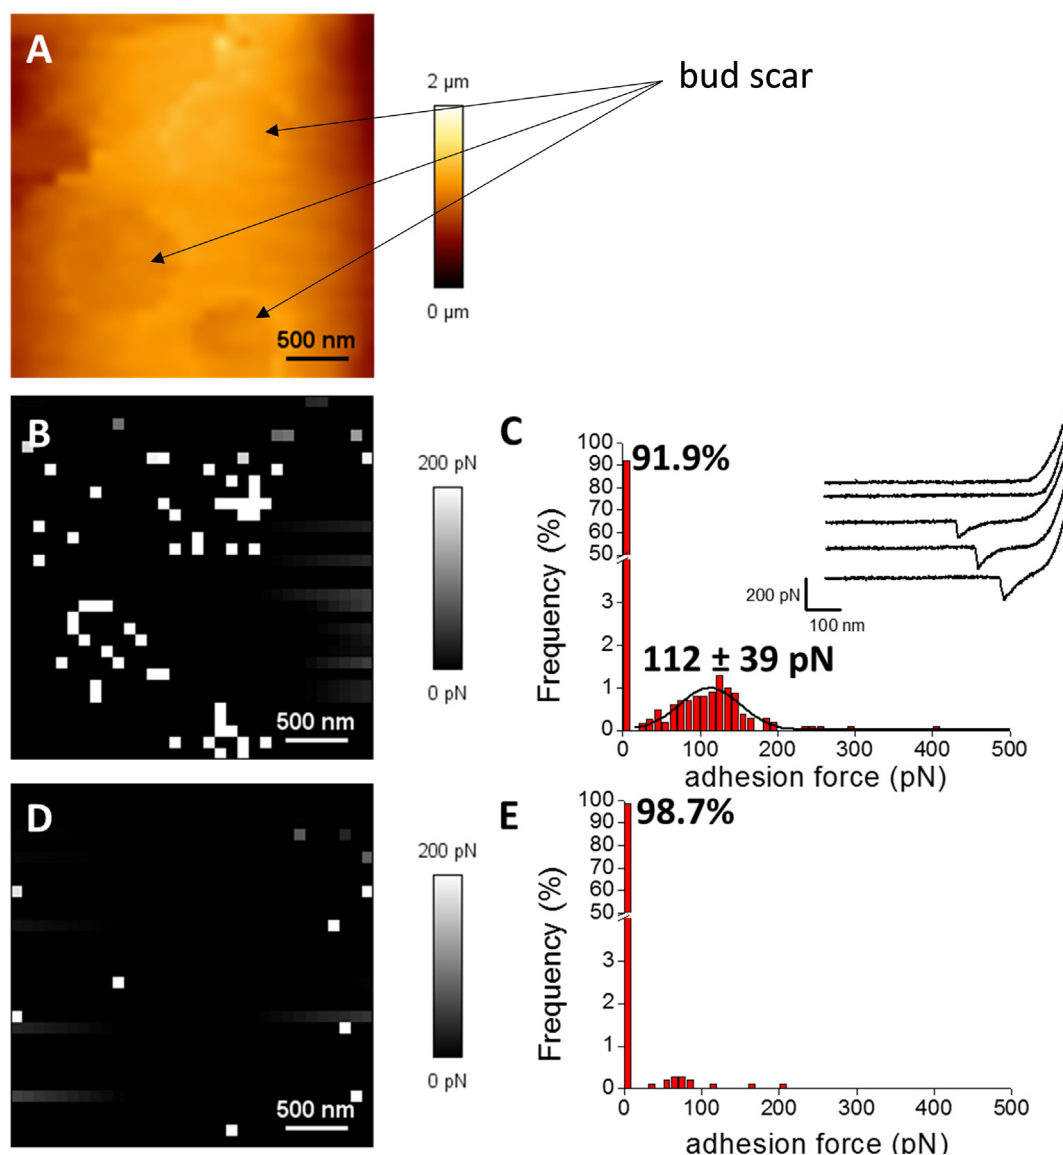 A
bud scar
2 µm
0 µm
500 nm
B
200 pN
0 pN
500 nm
C
Frequency (%)
100
90
80
70
60
50
3
2
1
0
91.9%
112 ± 39 pN
200 pN
100 nm
0 100 200 300 400 500
adhesion force (pN)
D
200 pN
0 pN
500 nm
E
Frequency (%)
100
90
80
70
60
50
3
2
1
0
98.7%
0 100 200 300 400 500
adhesion force (pN)